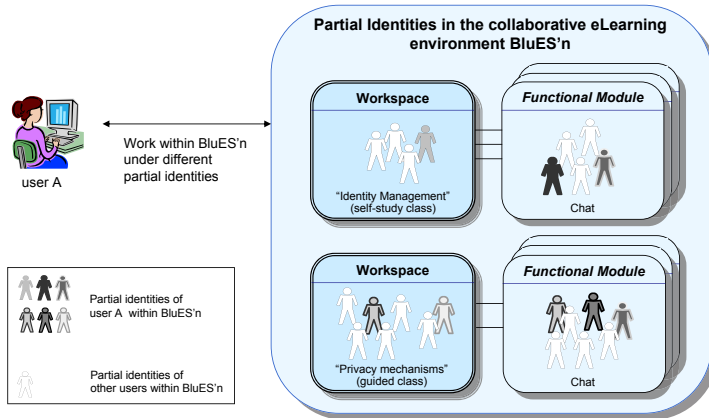 Partial Identities in the collaborative eLearning
environment BluES’n
Workspace
“Identity Management”
(self-study class)
Functional Module
Chat
user A
Work within BluES’n
under different
partial identities
Workspace
“Privacy mechanisms”
(guided class)
Functional Module
Chat
Partial identities of
user A within BluES’n
Partial identities of
other users within BluES’n